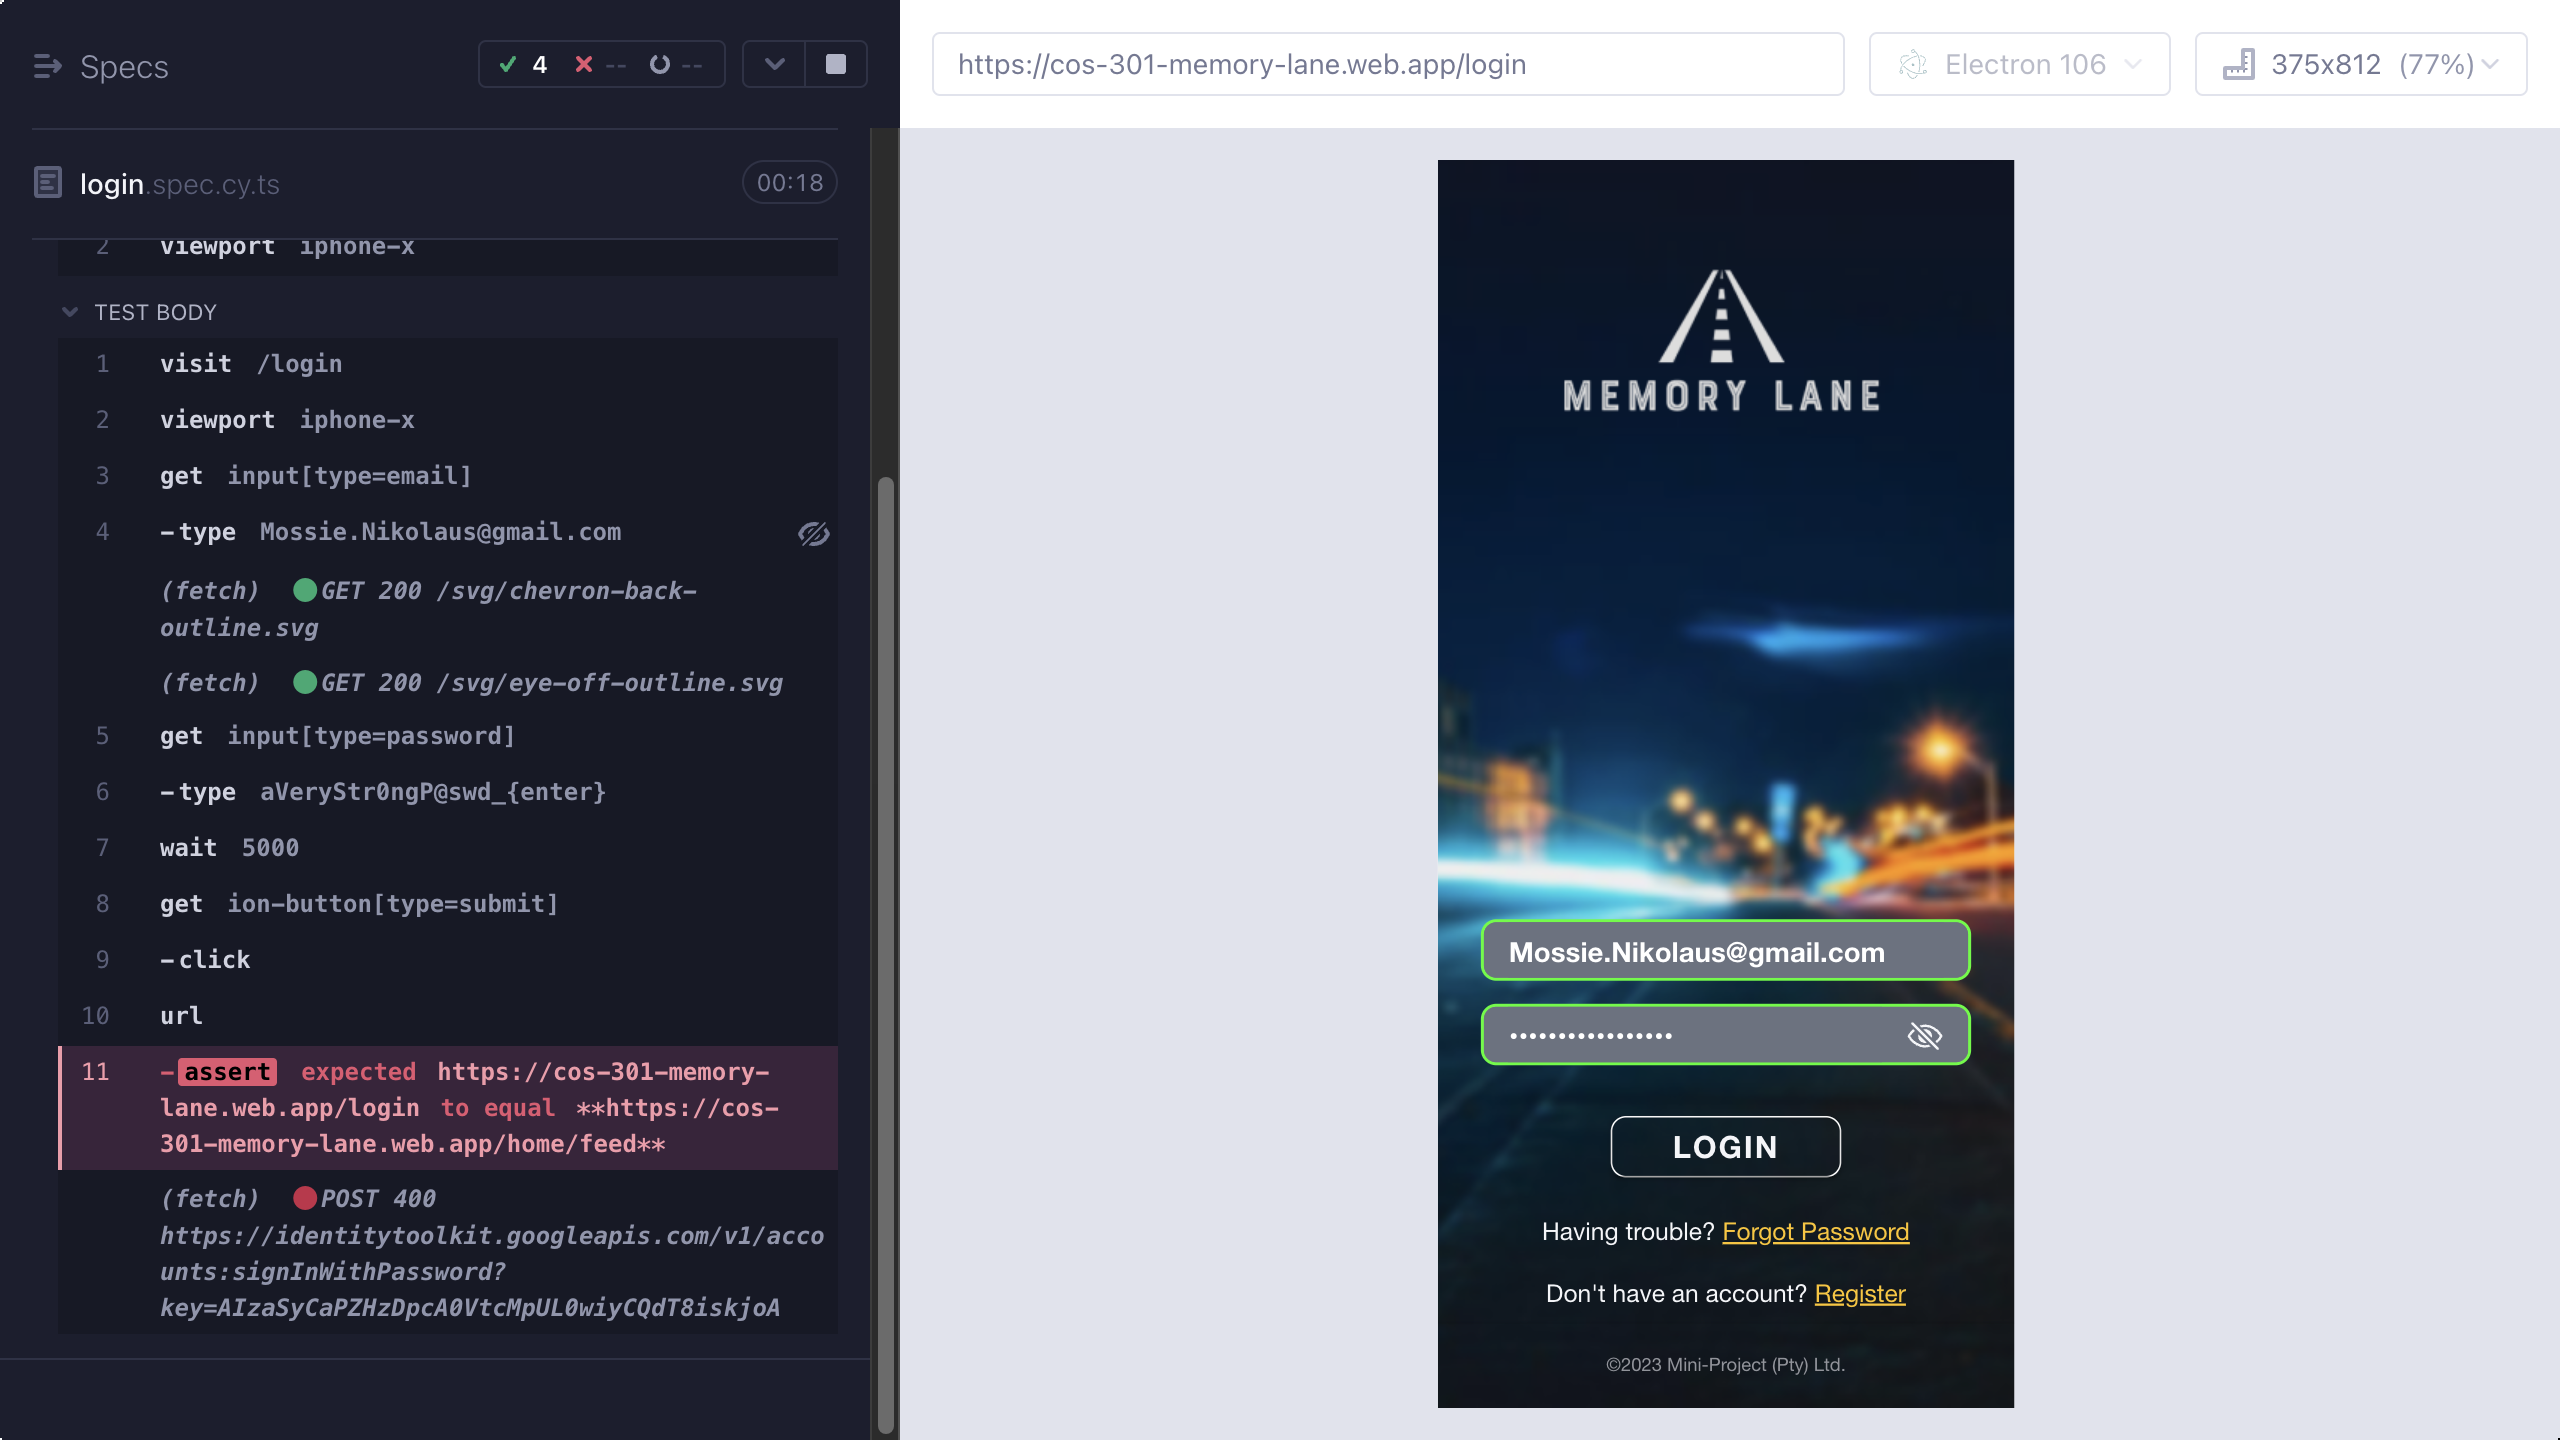 Specs
4 -- --
login.spec.cy.ts 00:18
2 viewport iphone-x
TEST BODY
1 visit /login
2 viewport iphone-x
3 get input[type=email]
4 -type Mossie.Nikolaus@gmail.com
(fetch) GET 200 /svg/chevron-back-
outline.svg
(fetch) GET 200 /svg/eye-off-outline.svg
5 get input[type=password]
6 -type aVeryStr0ngP@swd_{enter}
7 wait 5000
8 get ion-button[type=submit]
9 -click
10 url
11 -assert expected https://cos-301-memory-
lane.web.app/login to equal **https://cos-
301-memory-lane.web.app/home/feed**
(fetch) POST 400
https://identitytoolkit.googleapis.com/v1/acco
unts:signInWithPassword?
key=AIzaSyCaPZHzDpcA0VtcMpUL0wiyCQdT8iskjoA
https://cos-301-memory-lane.web.app/login
Electron 106
375x812 (77%)
MEMORY LANE
Mossie.Nikolaus@gmail.com
•••••••••••••••••
LOGIN
Having trouble? Forgot Password
Don't have an account? Register
©2023 Mini-Project (Pty) Ltd.